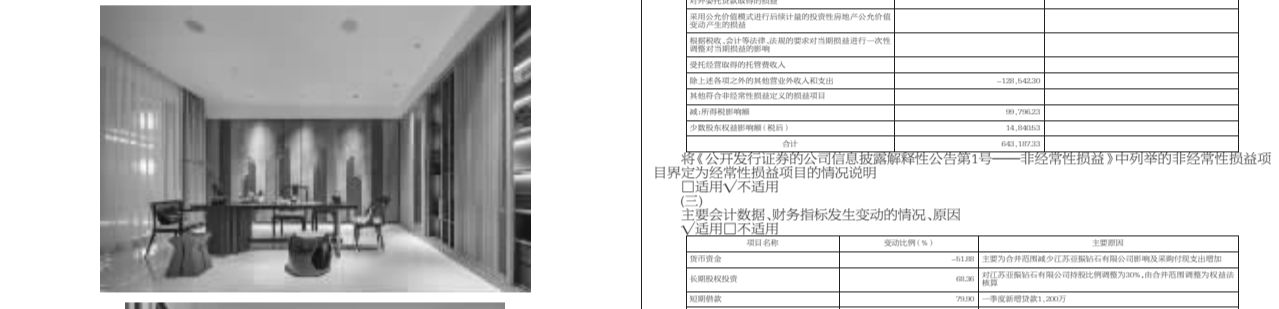 对外委托贷款取得的损益
采用公允价值模式进行后续计量的投资性房地产公允价值
变动产生的损益
根据税收、会计等法律、法规的要求对当期损益进行一次性
调整对当期损益的影响
受托经营取得的托管费收入
除上述各项之外的其他营业外收入和支出 -128,542.30
其他符合非经常性损益定义的损益项目
减:所得税影响额 99,796.23
少数股东权益影响额(税后) 14,840.53
合计 643,187.33
将《公开发行证券的公司信息披露解释性公告第1号——非经常性损益》中列举的非经常性损益项
目界定为经常性损益项目的情况说明
□适用√不适用
(三)
主要会计数据、财务指标发生变动的情况、原因
√适用□不适用
项目名称 变动比例(%) 主要原因
货币资金 -51.88 主要为合并范围减少江苏亚振钻石有限公司影响及采购付现支出增加
长期股权投资 68.36 对江苏亚振钻石有限公司持股比例调整为30%,由合并范围调整为权益法
核算
短期借款 79.90 一季度新增贷款1,200万